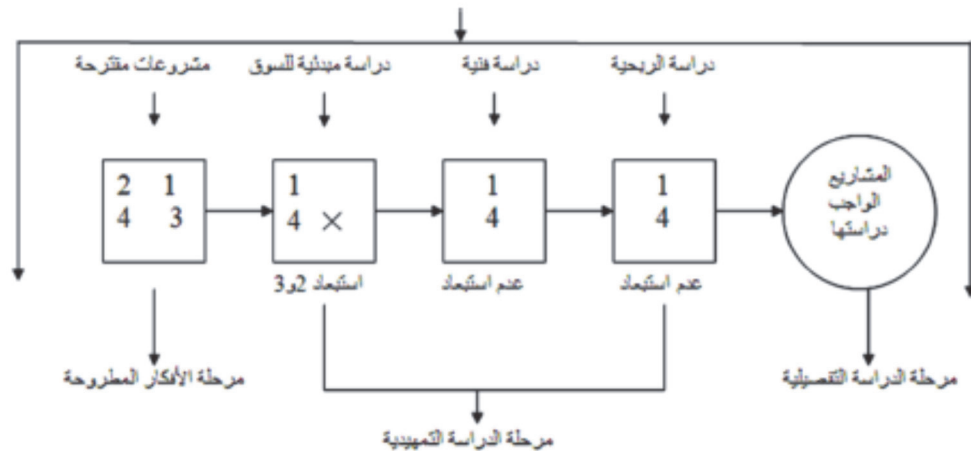 مشروعات مقترحة
دراسة مبدئية للسوق
دراسة فنية
دراسة الربحية
2 1
4 3
1
4 ×
1
4
1
4
المشاريع
الواجب
دراستها
استبعاد 2و3
عدم استبعاد
عدم استبعاد
مرحلة الأفكار المطروحة
مرحلة الدراسة التمهيدية
مرحلة الدراسة التفصيلية